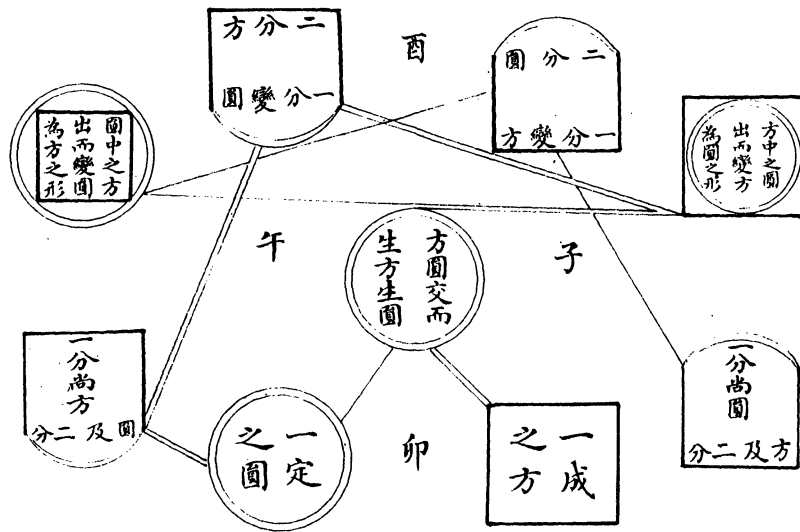 二分圓
一分變方
酉
二分方
一分變圓
方中之圓
出而變方
為圓之形
圓中之方
出而變圓
為方之形
子
方圓交而
生方生圓
午
一分尚圓
方及二分
一成
之方
卯
一定
之圓
一分尚方
圓及二分